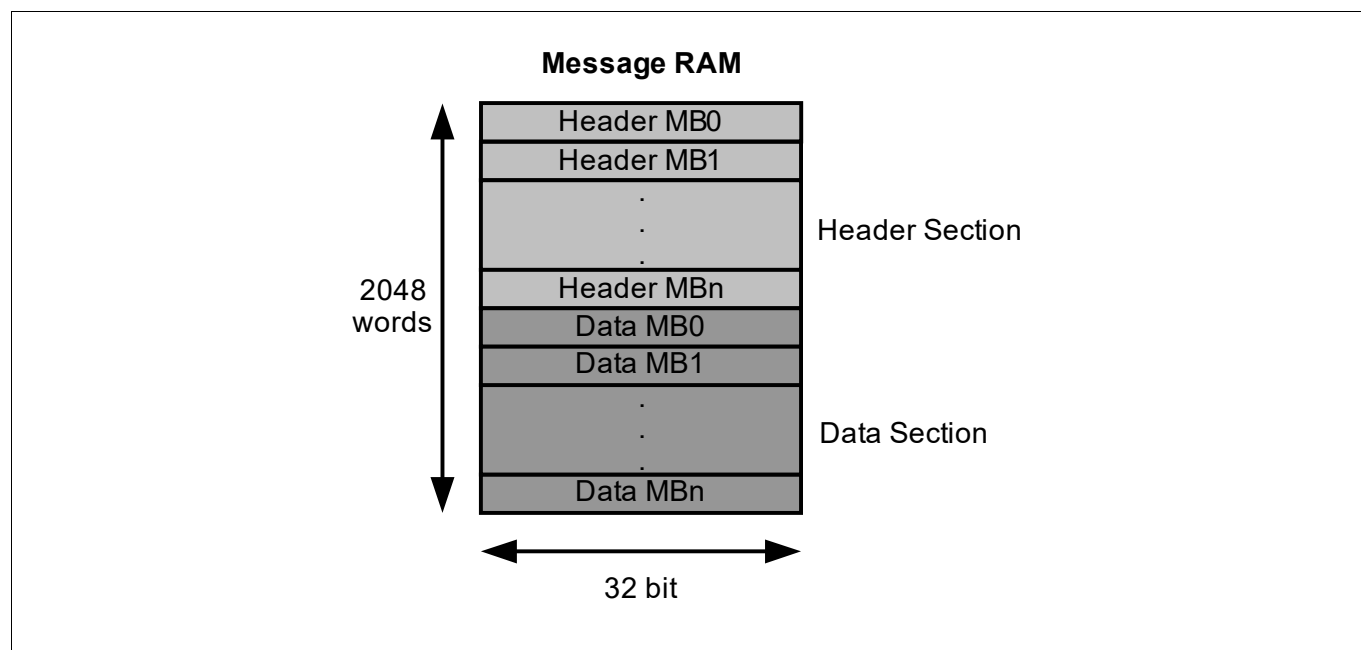 Message RAM
Header MB0
Header MB1
.
.
.
Header Section
Header MBn
2048
words
Data MB0
Data MB1
.
.
.
Data Section
Data MBn
32 bit